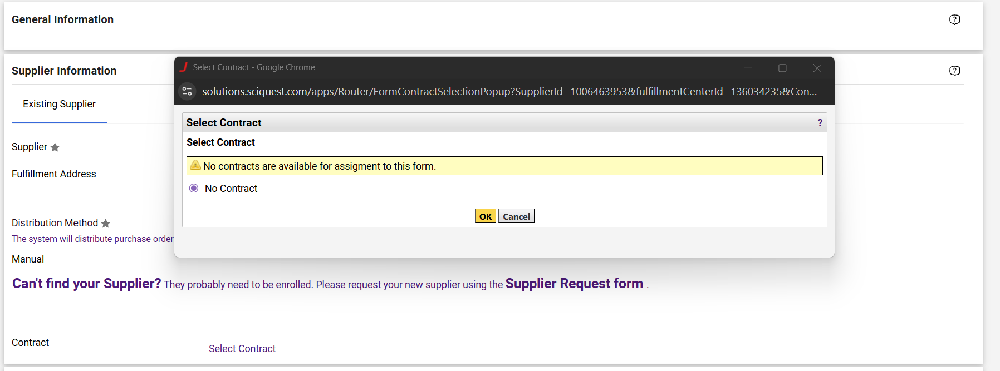 General Information
Supplier Information
Select Contract - Google Chrome
solutions.sciquest.com/apps/Router/FormContractSelectionPopup?SupplierId=1006463953&fulfillmentCenterId=136034235&Con...
Existing Supplier
Select Contract
?
Select Contract
No contracts are available for assigment to this form.
No Contract
OK Cancel
Supplier
Fulfillment Address
Distribution Method
The system will distribute purchase order
Manual
Can't find your Supplier? They probably need to be enrolled. Please request your new supplier using the Supplier Request form .
Contract
Select Contract